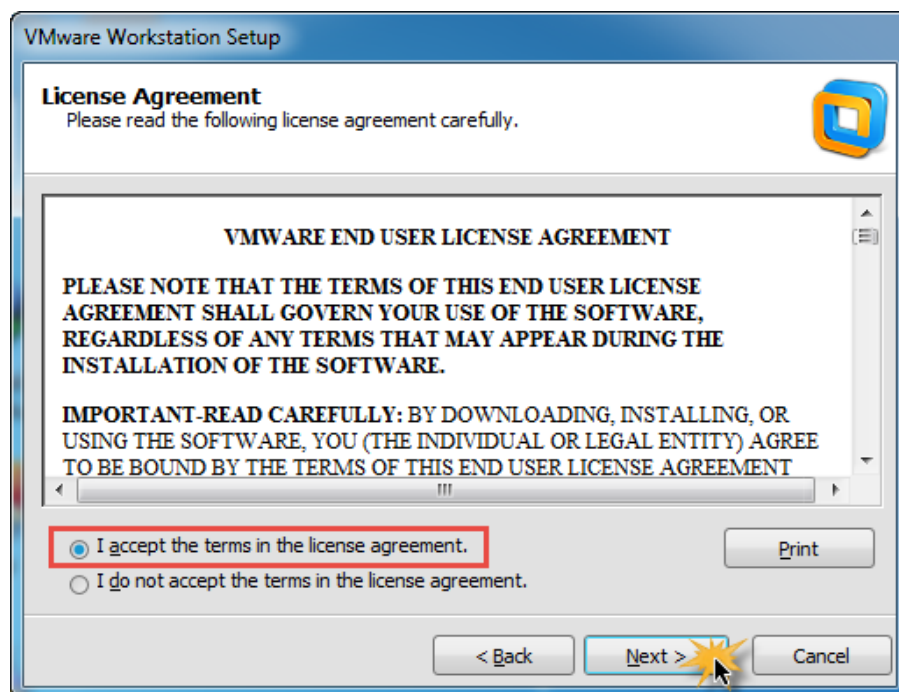 VMware Workstation Setup
License Agreement
Please read the following license agreement carefully.
VMWARE END USER LICENSE AGREEMENT
PLEASE NOTE THAT THE TERMS OF THIS END USER LICENSE
AGREEMENT SHALL GOVERN YOUR USE OF THE SOFTWARE,
REGARDLESS OF ANY TERMS THAT MAY APPEAR DURING THE
INSTALLATION OF THE SOFTWARE.
IMPORTANT-READ CAREFULLY: BY DOWNLOADING, INSTALLING, OR
USING THE SOFTWARE, YOU (THE INDIVIDUAL OR LEGAL ENTITY) AGREE
TO BE BOUND BY THE TERMS OF THIS END USER LICENSE AGREEMENT
I accept the terms in the license agreement.
Print
I do not accept the terms in the license agreement.
< Back Next > Cancel